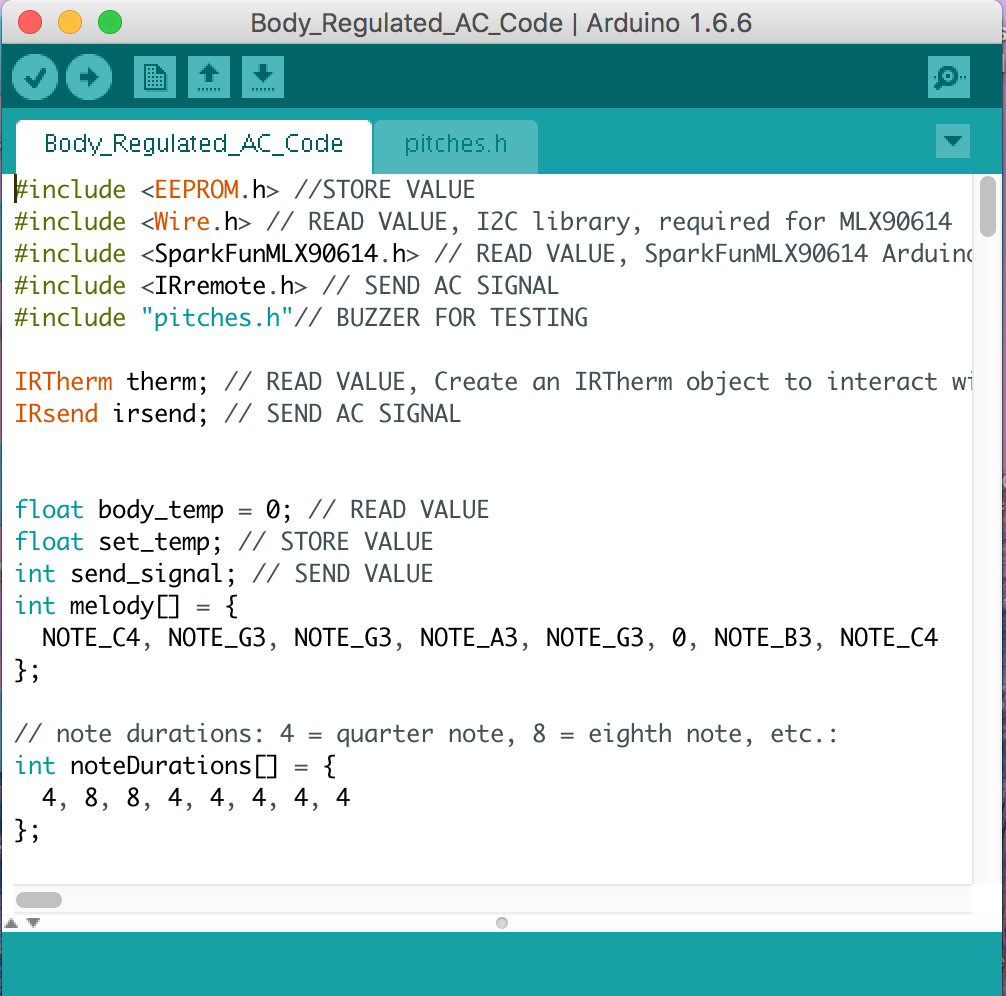 Body_Regulated_AC_Code | Arduino 1.6.6
Body_Regulated_AC_Code pitches.h
#include <EEPROM.h> //STORE VALUE
#include <Wire.h> // READ VALUE, I2C library, required for MLX90614
#include <SparkFunMLX90614.h> // READ VALUE, SparkFunMLX90614 Arduino
#include <IRremote.h> // SEND AC SIGNAL
#include "pitches.h"// BUZZER FOR TESTING
IRTherm therm; // READ VALUE, Create an IRTherm object to interact wi
IRsend irsend; // SEND AC SIGNAL
float body_temp = 0; // READ VALUE
float set_temp; // STORE VALUE
int send_signal; // SEND VALUE
int melody[] = {
  NOTE_C4, NOTE_G3, NOTE_G3, NOTE_A3, NOTE_G3, 0, NOTE_B3, NOTE_C4
};
// note durations: 4 = quarter note, 8 = eighth note, etc.:
int noteDurations[] = {
  4, 8, 8, 4, 4, 4, 4, 4
};